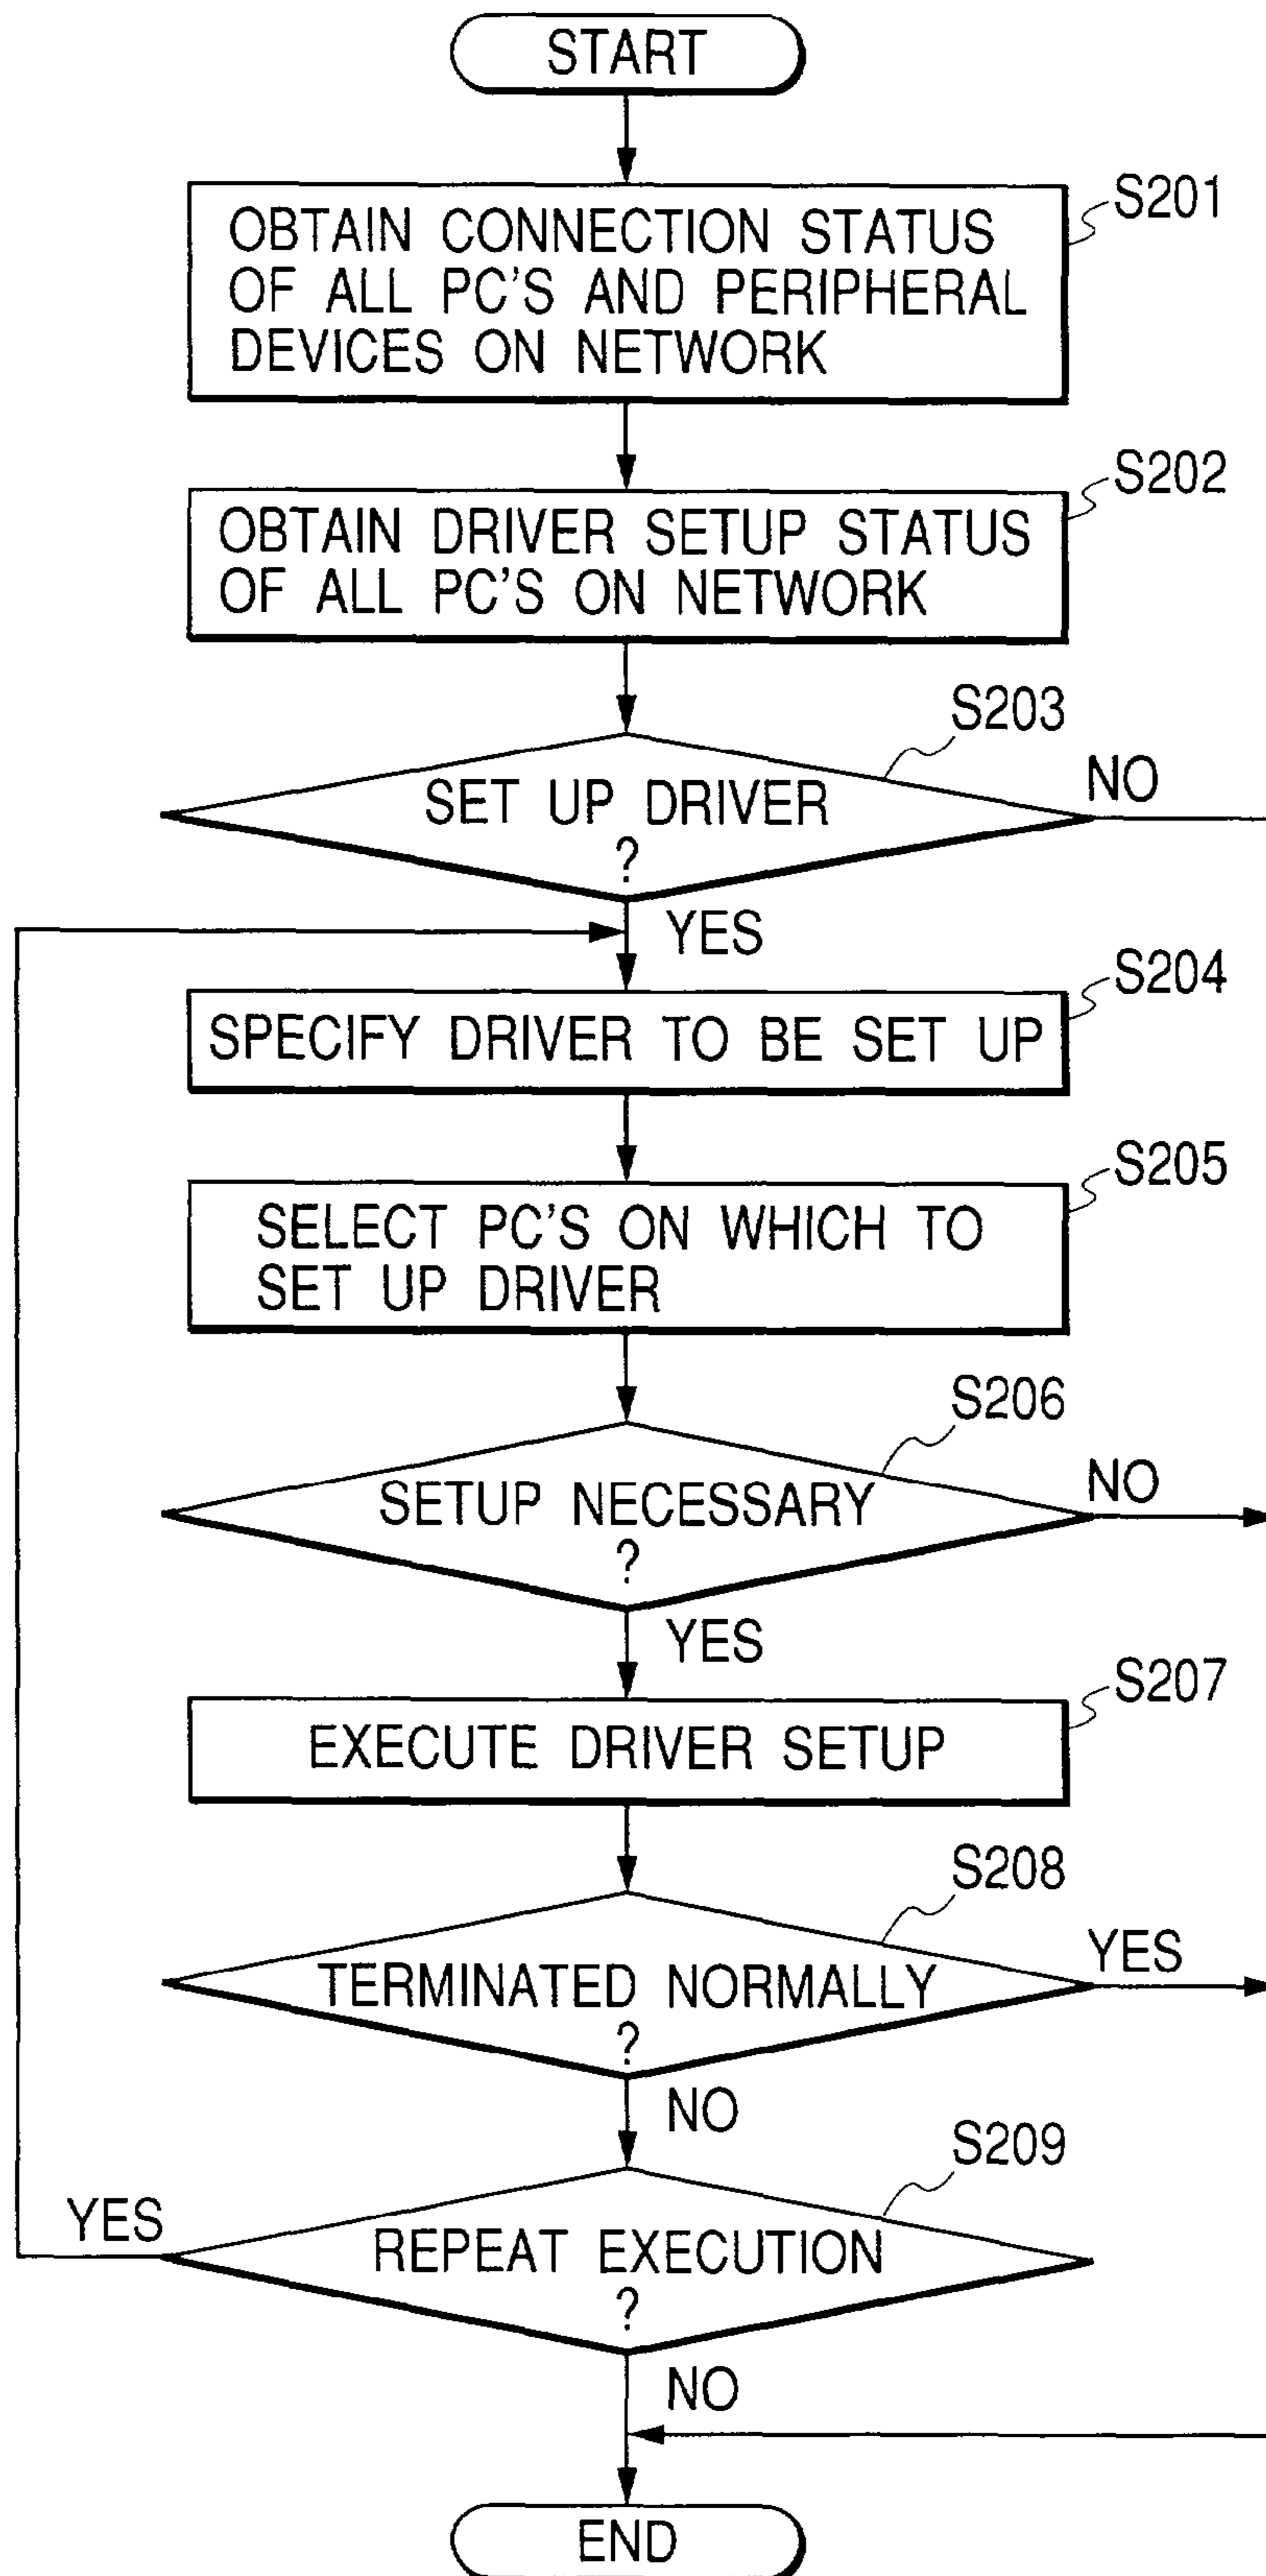 START
S201
OBTAIN CONNECTION STATUS
OF ALL PC'S AND PERIPHERAL
DEVICES ON NETWORK
S202
OBTAIN DRIVER SETUP STATUS
OF ALL PC'S ON NETWORK
S203
NO
SET UP DRIVER
?
YES
S204
SPECIFY DRIVER TO BE SET UP
S205
SELECT PC'S ON WHICH TO
SET UP DRIVER
S206
NO
SETUP NECESSARY
?
YES
S207
EXECUTE DRIVER SETUP
S208
YES
TERMINATED NORMALLY
?
NO
S209
YES
REPEAT EXECUTION
?
NO
END